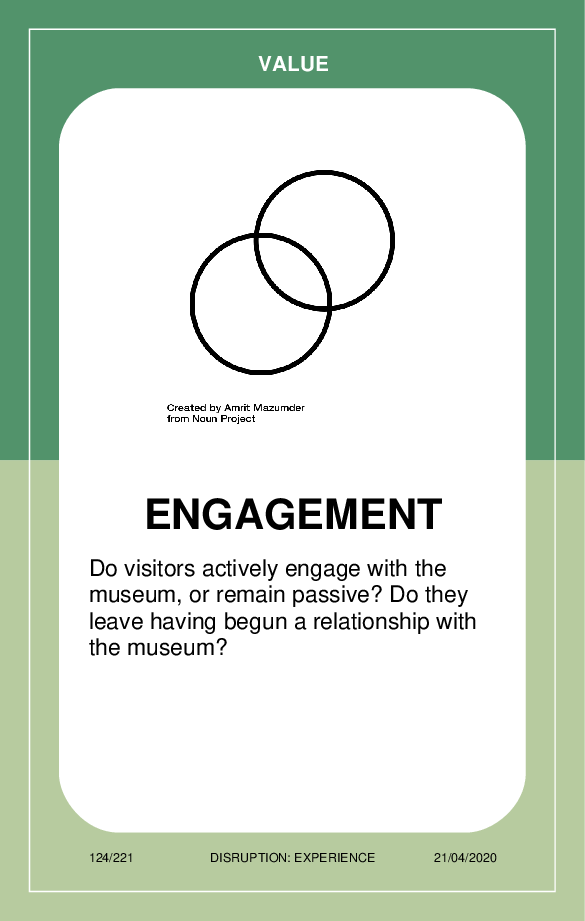 VALUE
Created by Amrit Mazumder
from Noun Project
ENGAGEMENT
Do visitors actively engage with the
museum, or remain passive? Do they
leave having begun a relationship with
the museum?
124/221 DISRUPTION: EXPERIENCE 21/04/2020